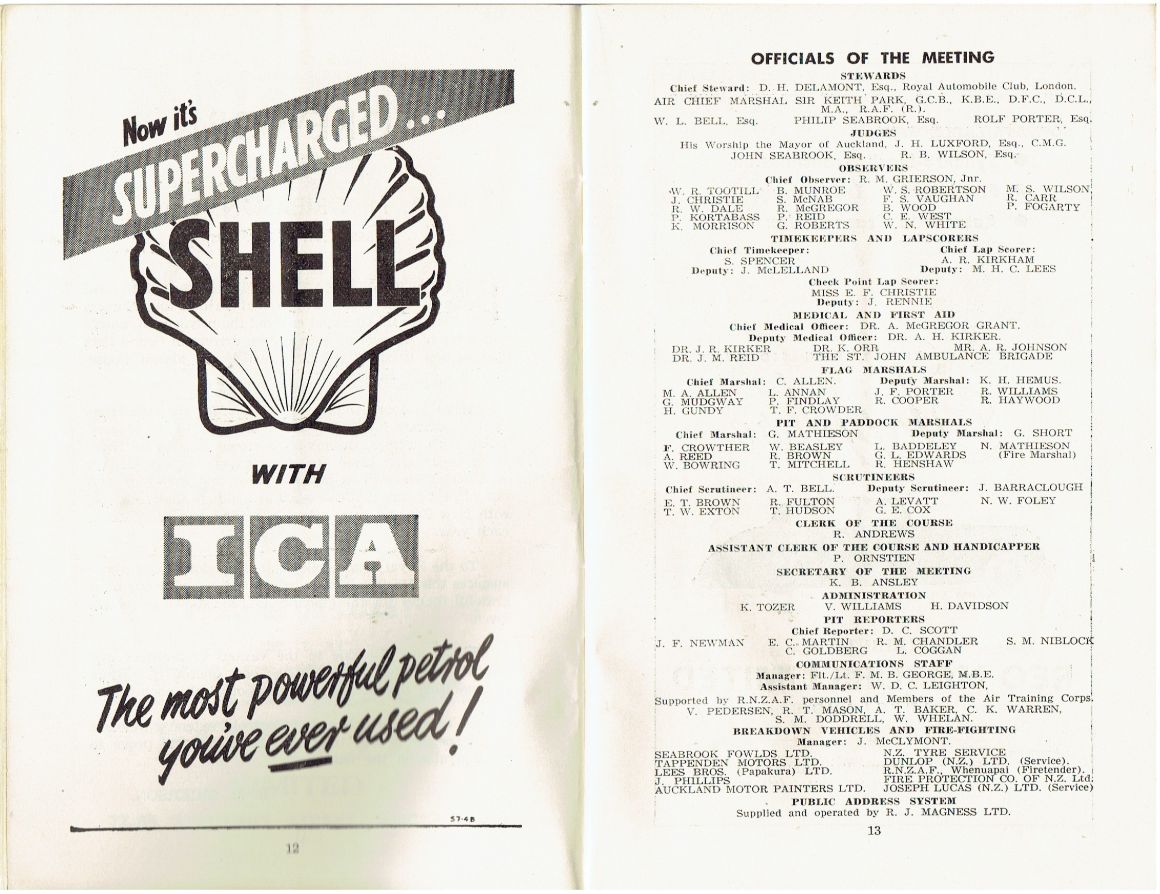 Now it's
SUPERCHARGED...
SHELL
WITH
ICA
The most powerful petrol
you've ever used!
57-4B
12
OFFICIALS OF THE MEETING
STEWARDS
Chief Steward: D. H. DELAMONT, Esq., Royal Automobile Club, London.
AIR CHIEF MARSHAL SIR KEITH PARK, G.C.B., K.B.E., D.F.C., D.C.L.,
M.A., R.A.F. (R.).
W. L. BELL, Esq. PHILIP SEABROOK, Esq. ROLF PORTER, Esq.
JUDGES
His Worship the Mayor of Auckland, J. H. LUXFORD, Esq., C.M.G.
JOHN SEABROOK, Esq. R. B. WILSON, Esq.
OBSERVERS
Chief Observer: R. M. GRIERSON, Jnr.
W. R. TOOTILL B. MUNROE W. S. ROBERTSON M. S. WILSON
J. CHRISTIE S. McNAB F. S. VAUGHAN R. CARR
R. W. DALE R. McGREGOR B. WOOD P. FOGARTY
P. KORTABASS P. REID C. E. WEST
K. MORRISON G. ROBERTS W. N. WHITE
TIMEKEEPERS AND LAPSCORERS
Chief Timekeeper: Chief Lap Scorer:
S. SPENCER A. R. KIRKHAM
Deputy: J. McLELLAND Deputy: M. H. C. LEES
Check Point Lap Scorer:
MISS E. F. CHRISTIE
Deputy: J. RENNIE
MEDICAL AND FIRST AID
Chief Medical Officer: DR. A. McGREGOR GRANT.
Deputy Medical Officer: DR. A. H. KIRKER.
DR. J. R. KIRKER DR. K. ORR MR. A. R. JOHNSON
DR. J. M. REID THE ST. JOHN AMBULANCE BRIGADE
FLAG MARSHALS
Chief Marshal: C. ALLEN. Deputy Marshal: K. H. HEMUS.
M. A. ALLEN L. ANNAN J. F. PORTER R. WILLIAMS
G. MUDGWAY P. FINDLAY R. COOPER R. HAYWOOD
H. GUNDY T. F. CROWDER
PIT AND PADDOCK MARSHALS
Chief Marshal: G. MATHIESON Deputy Marshal: G. SHORT
F. CROWTHER W. BEASLEY L. BADDELEY N. MATHIESON
A. REED R. BROWN G. L. EDWARDS (Fire Marshal)
W. BOWRING T. MITCHELL R. HENSHAW
SCRUTINEERS
Chief Scrutineer: A. T. BELL. Deputy Scrutineer: J. BARRACLOUGH
E. T. BROWN R. FULTON A. LEVATT N. W. FOLEY
T. W. EXTON T. HUDSON G. E. COX
CLERK OF THE COURSE
R. ANDREWS
ASSISTANT CLERK OF THE COURSE AND HANDICAPPER
P. ORNSTIEN
SECRETARY OF THE MEETING
K. B. ANSLEY
ADMINISTRATION
K. TOZER V. WILLIAMS H. DAVIDSON
PIT REPORTERS
Chief Reporter: D. C. SCOTT
J. F. NEWMAN E. C. MARTIN R. M. CHANDLER S. M. NIBLOCK
C. GOLDBERG L. COGGAN
COMMUNICATIONS STAFF
Manager: Flt./Lt. F. M. B. GEORGE, M.B.E.
Assistant Manager: W. D. C. LEIGHTON,
Supported by R.N.Z.A.F. personnel and Members of the Air Training Corps.
V. PEDERSEN, R. T. MASON, A. T. BAKER, C. K. WARREN,
S. M. DODDRELL, W. WHELAN.
BREAKDOWN VEHICLES AND FIRE-FIGHTING
Manager: J. McCLYMONT.
SEABROOK FOWLDS LTD. N.Z. TYRE SERVICE
TAPPENDEN MOTORS LTD. DUNLOP (N.Z.) LTD. (Service).
LEES BROS. (Papakura) LTD. R.N.Z.A.F., Whenuapai (Firetender).
J. PHILLIPS FIRE PROTECTION CO. OF N.Z. Ltd.
AUCKLAND MOTOR PAINTERS LTD. JOSEPH LUCAS (N.Z.) LTD. (Service)
PUBLIC ADDRESS SYSTEM
Supplied and operated by R. J. MAGNESS LTD.
13